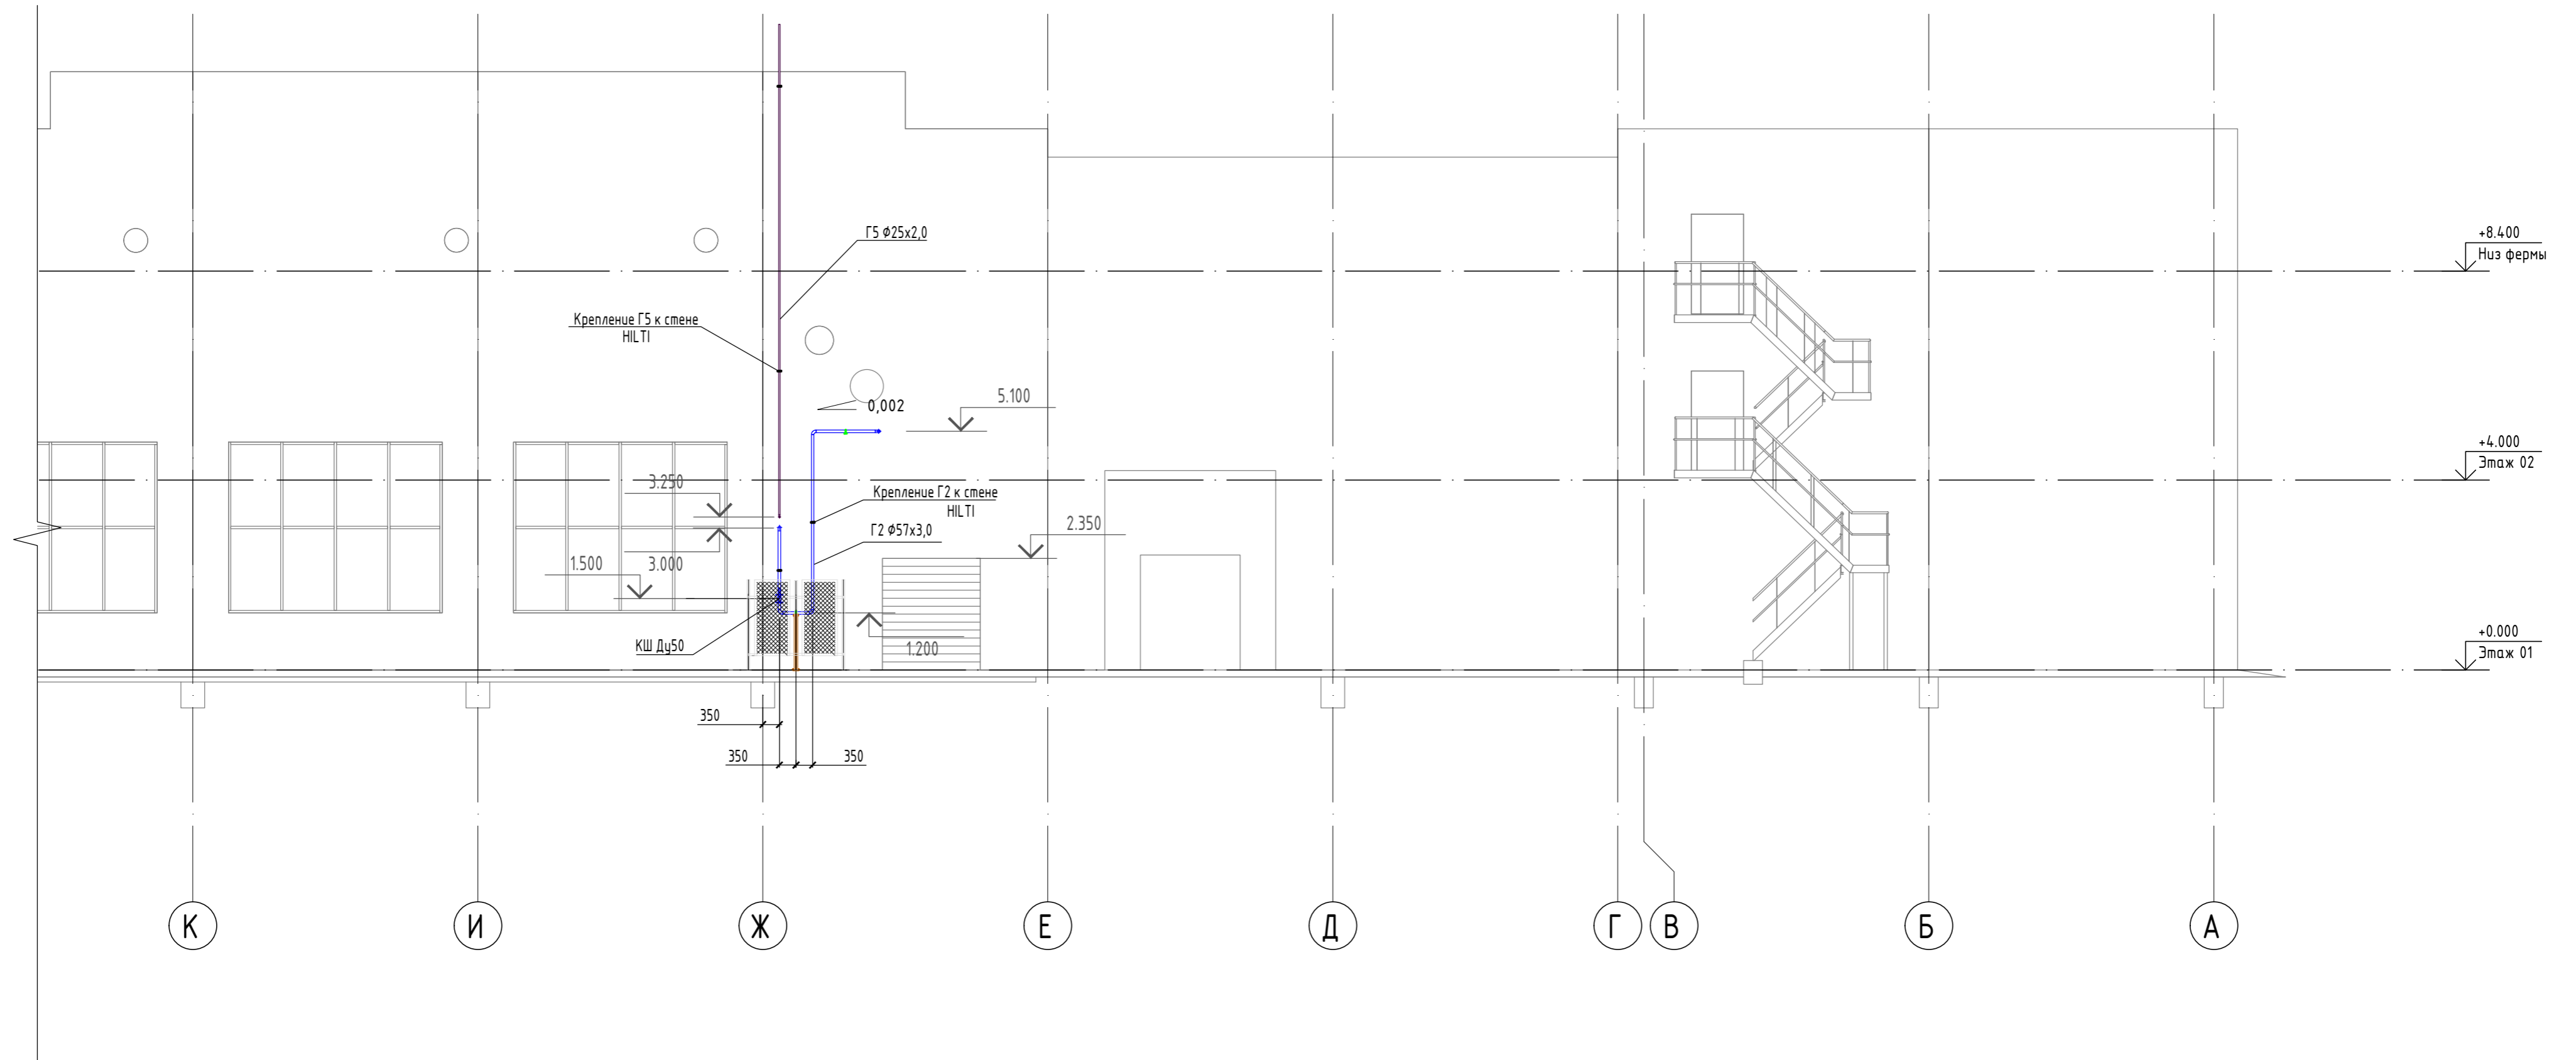 Г5 Ф25х2,0
+8.400
Низ фермы
Крепление Г5 к стене
HILTI
5.100
0,002
+4.000
Этаж 02
3.250
Крепление Г2 к стене
HILTI
2.350
Г2 Ф57х3,0
1.500
3.000
КШ Ду50
1.200
+0.000
Этаж 01
350
350
350
К
И
Ж
Е
Д
Г
В
Б
А